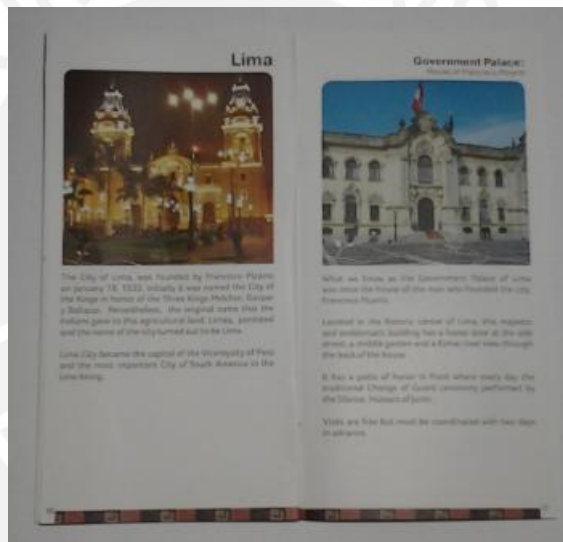 Lima
The City of Lima, was founded by Francisco Pizarro
on January 18, 1535, initially it was named the City of
the Kings in honor of the Three Kings Melchor, Gaspar
y Baltazar. Nevertheless, the original name that the
Indians gave to this agricultural land, Limaq, persisted
and the name of the city turned out to be Lima.
Lima City became the capital of the Viceroyalty of Perú
and the most important City of South America in the
Government Palace:
House of Francisco Pizarro
What we know as the Government Palace of Lima
was once the house of the man who founded the city,
Francisco Pizarro.
Located in the historic center of Lima, this majestic
and emblematic building has a honor door at the side
street, a middle garden and a Rimac river view through
the back of the house.
It has a patio of honor in front where every day the
traditional Change of Guard ceremony performed by
the Glorious Hussars of Junin.
Visits are free but must be coordinated with two days
in advance.